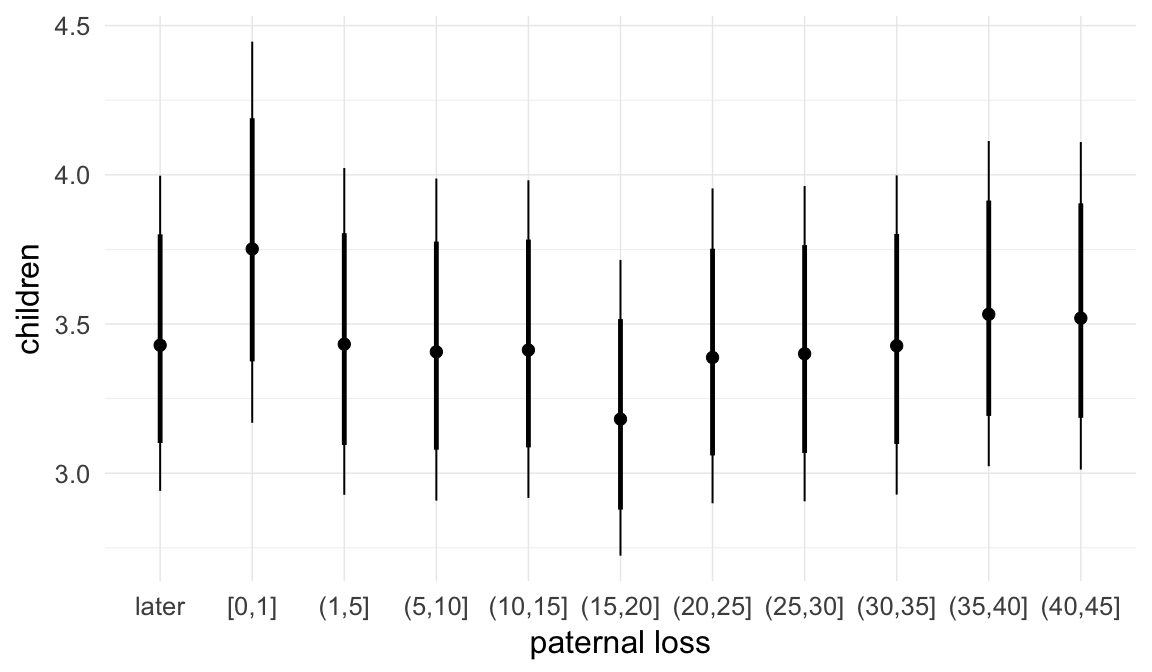 4.5
4.0
3.5
3.0
children
later [0,1] (1,5] (5,10] (10,15] (15,20] (20,25] (25,30] (30,35] (35,40] (40,45]
paternal loss